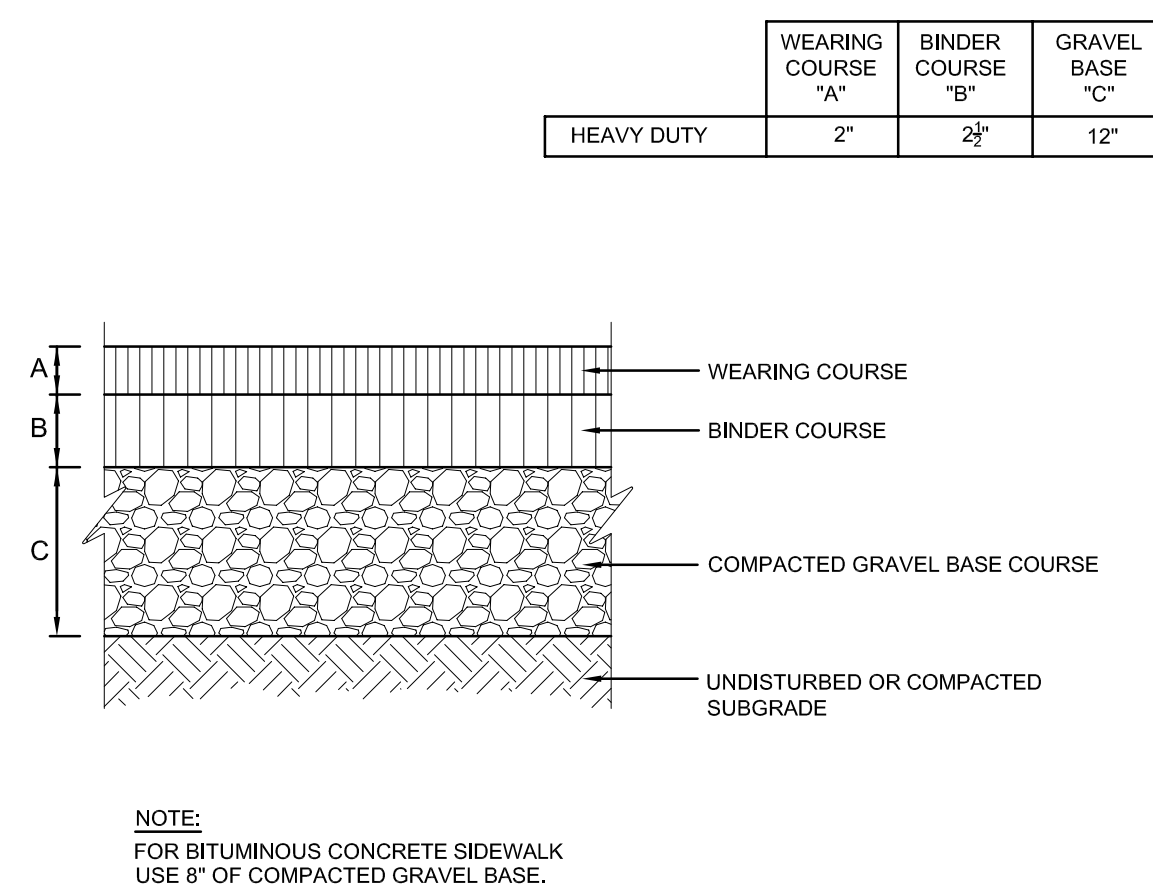 WEARING COURSE "A"
BINDER COURSE "B"
GRAVEL BASE "C"
HEAVY DUTY 2" 2½" 12"
A
WEARING COURSE
B
BINDER COURSE
C
COMPACTED GRAVEL BASE COURSE
UNDISTURBED OR COMPACTED
SUBGRADE
NOTE:
FOR BITUMINOUS CONCRETE SIDEWALK
USE 8" OF COMPACTED GRAVEL BASE.